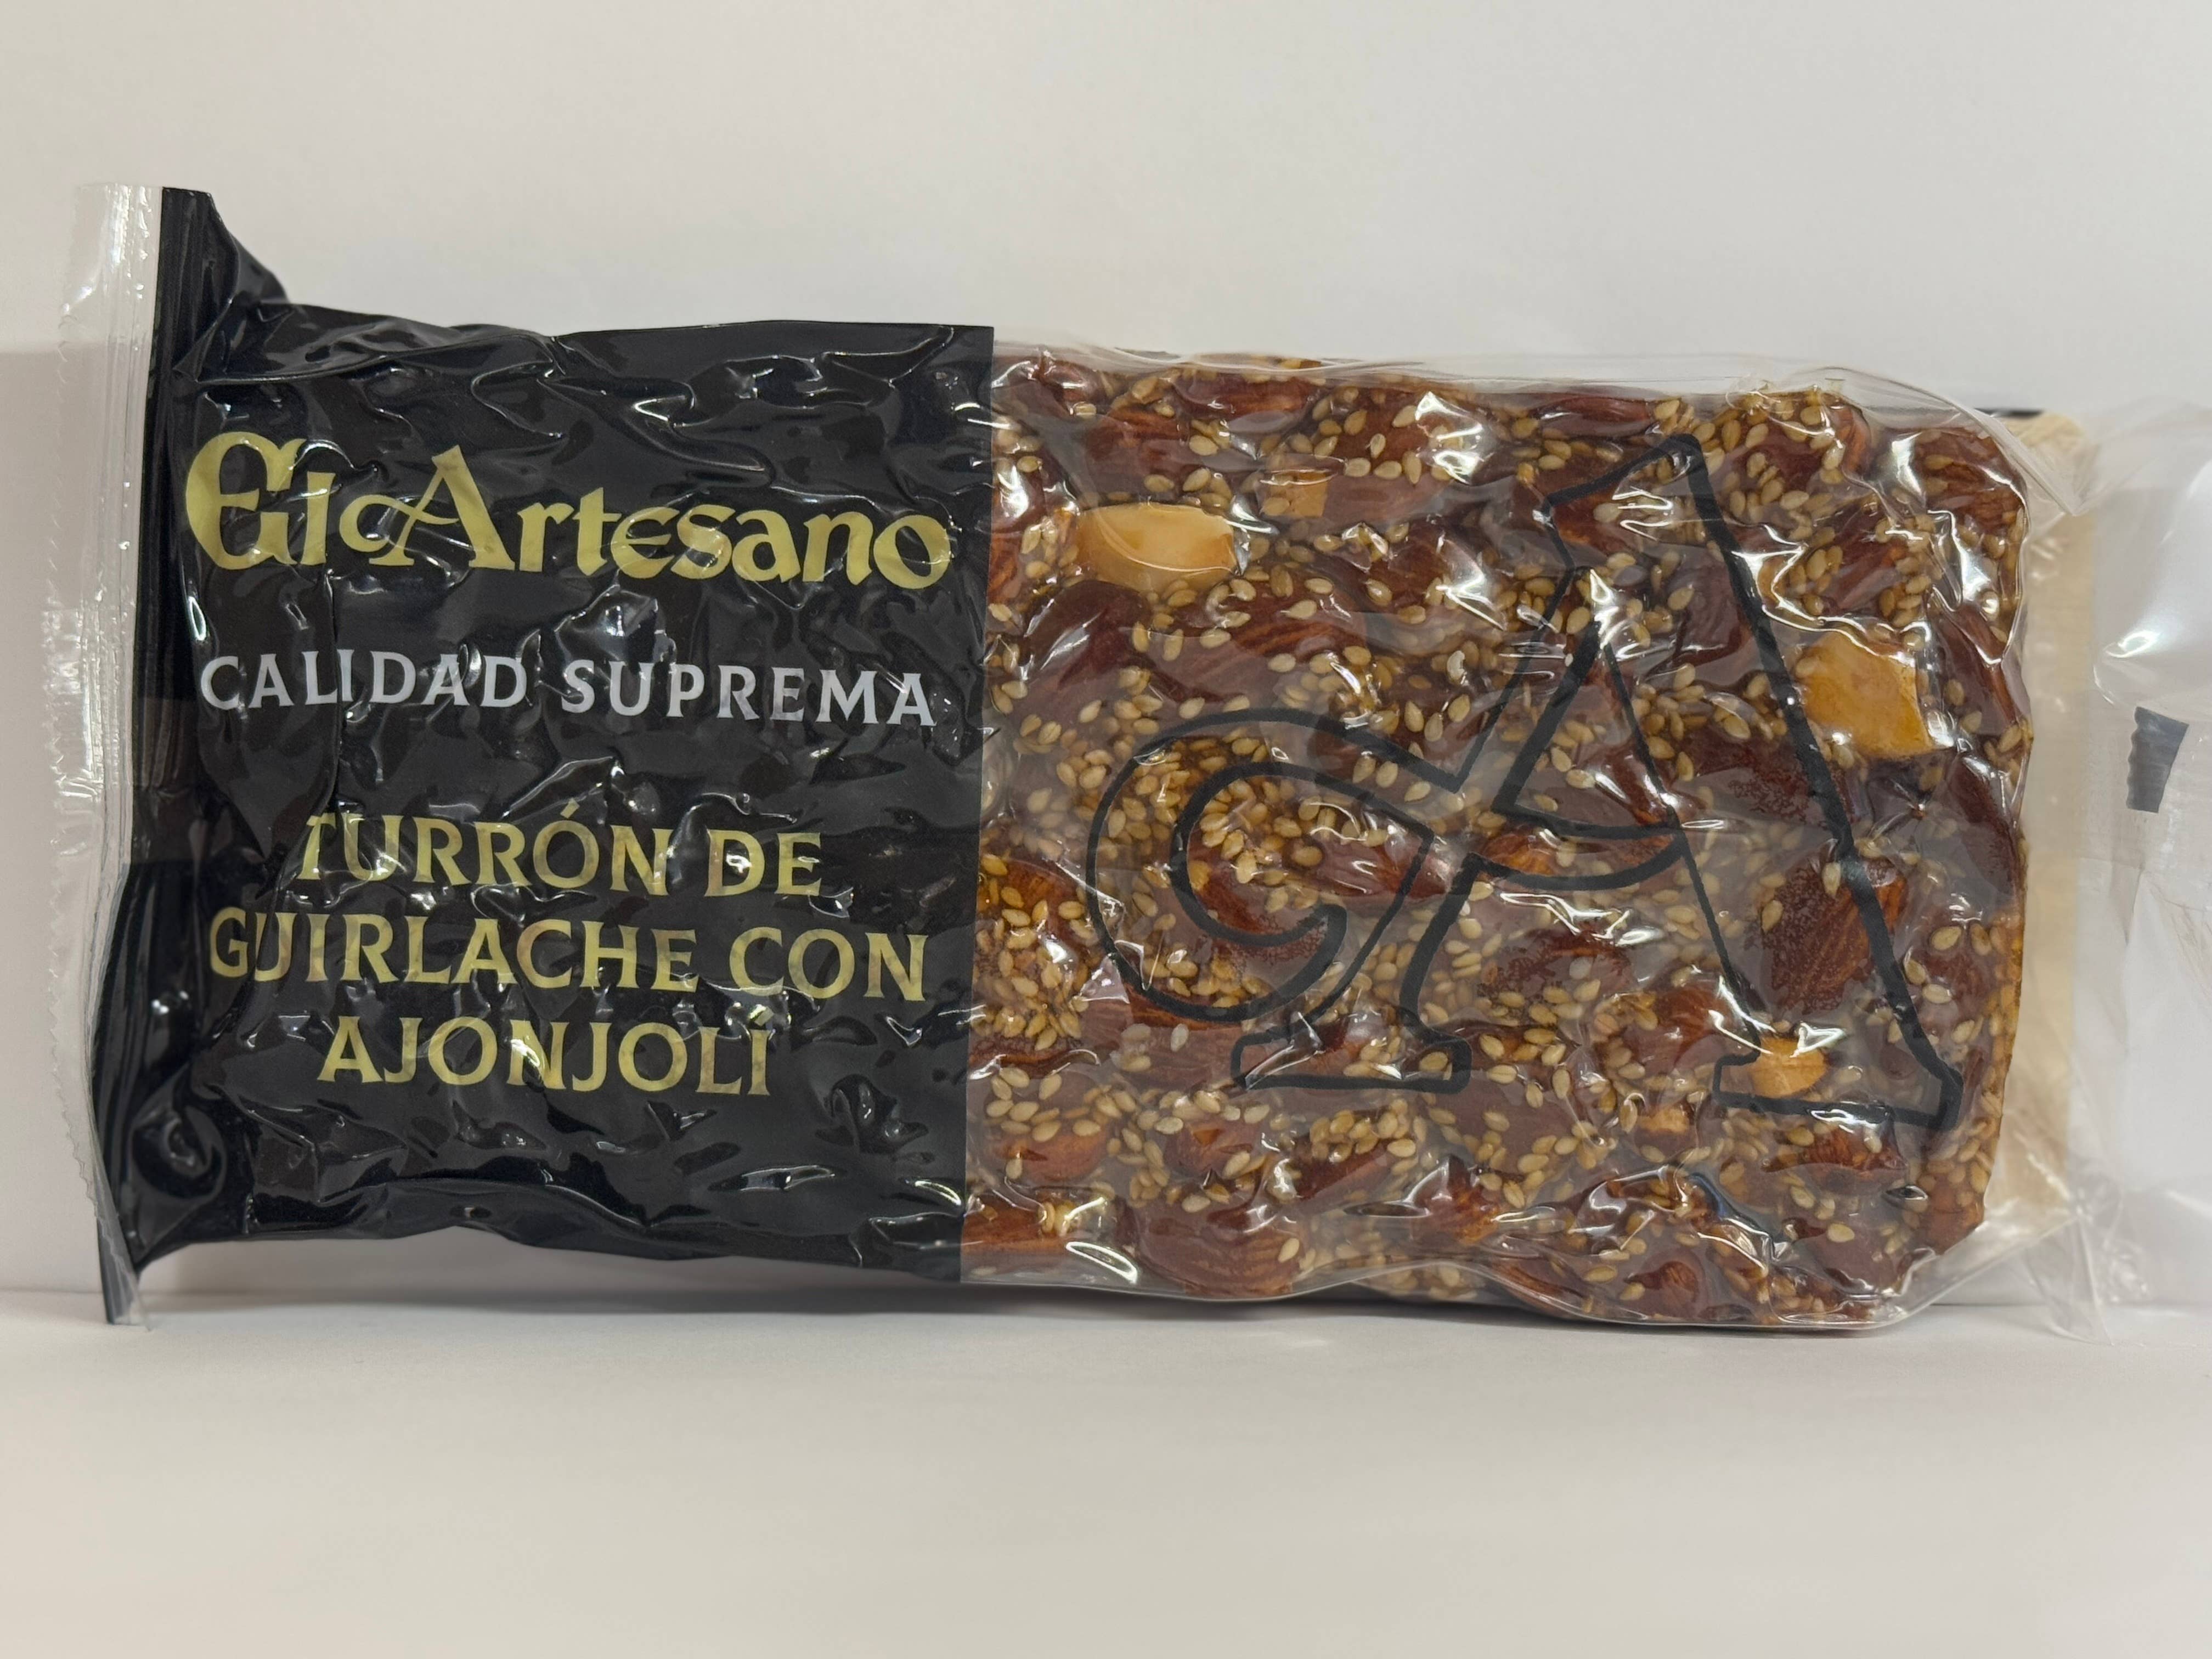 El Artesano
CALIDAD SUPREMA
TURRÓN DE
GUIRLACHE CON
AJONJOLÍ
A